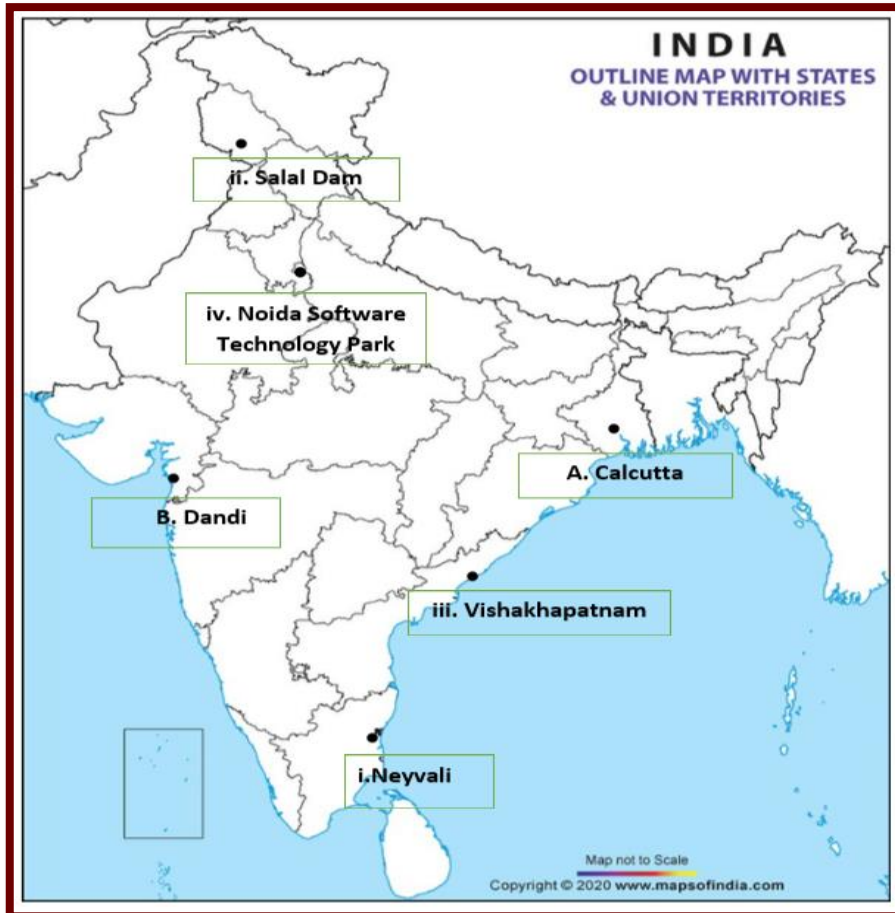 INDIA
OUTLINE MAP WITH STATES
& UNION TERRITORIES
ii. Salal Dam
iv. Noida Software
Technology Park
A. Calcutta
B. Dandi
iii. Vishakhapatnam
i.Neyvali
Map not to Scale
Copyright © 2020 www.mapsofindia.com